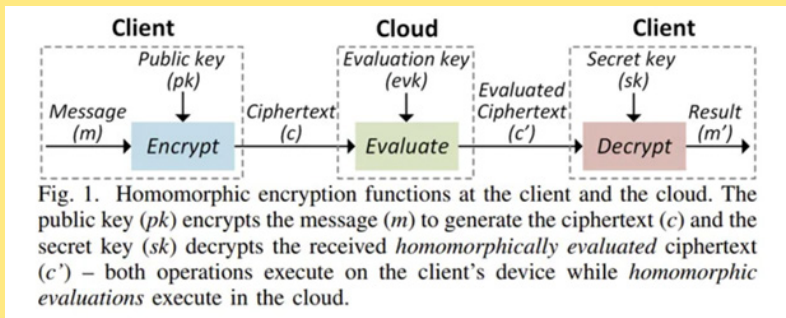 Client Cloud Client
Public key Evaluation key Secret key
(pk) (evk) (sk)
Message Ciphertext Evaluated Ciphertext Result
(m) (c) (c’) (m’)
Encrypt Evaluate Decrypt
Fig. 1. Homomorphic encryption functions at the client and the cloud. The
public key (pk) encrypts the message (m) to generate the ciphertext (c) and the
secret key (sk) decrypts the received homomorphically evaluated ciphertext
(c’) – both operations execute on the client’s device while homomorphic
evaluations execute in the cloud.